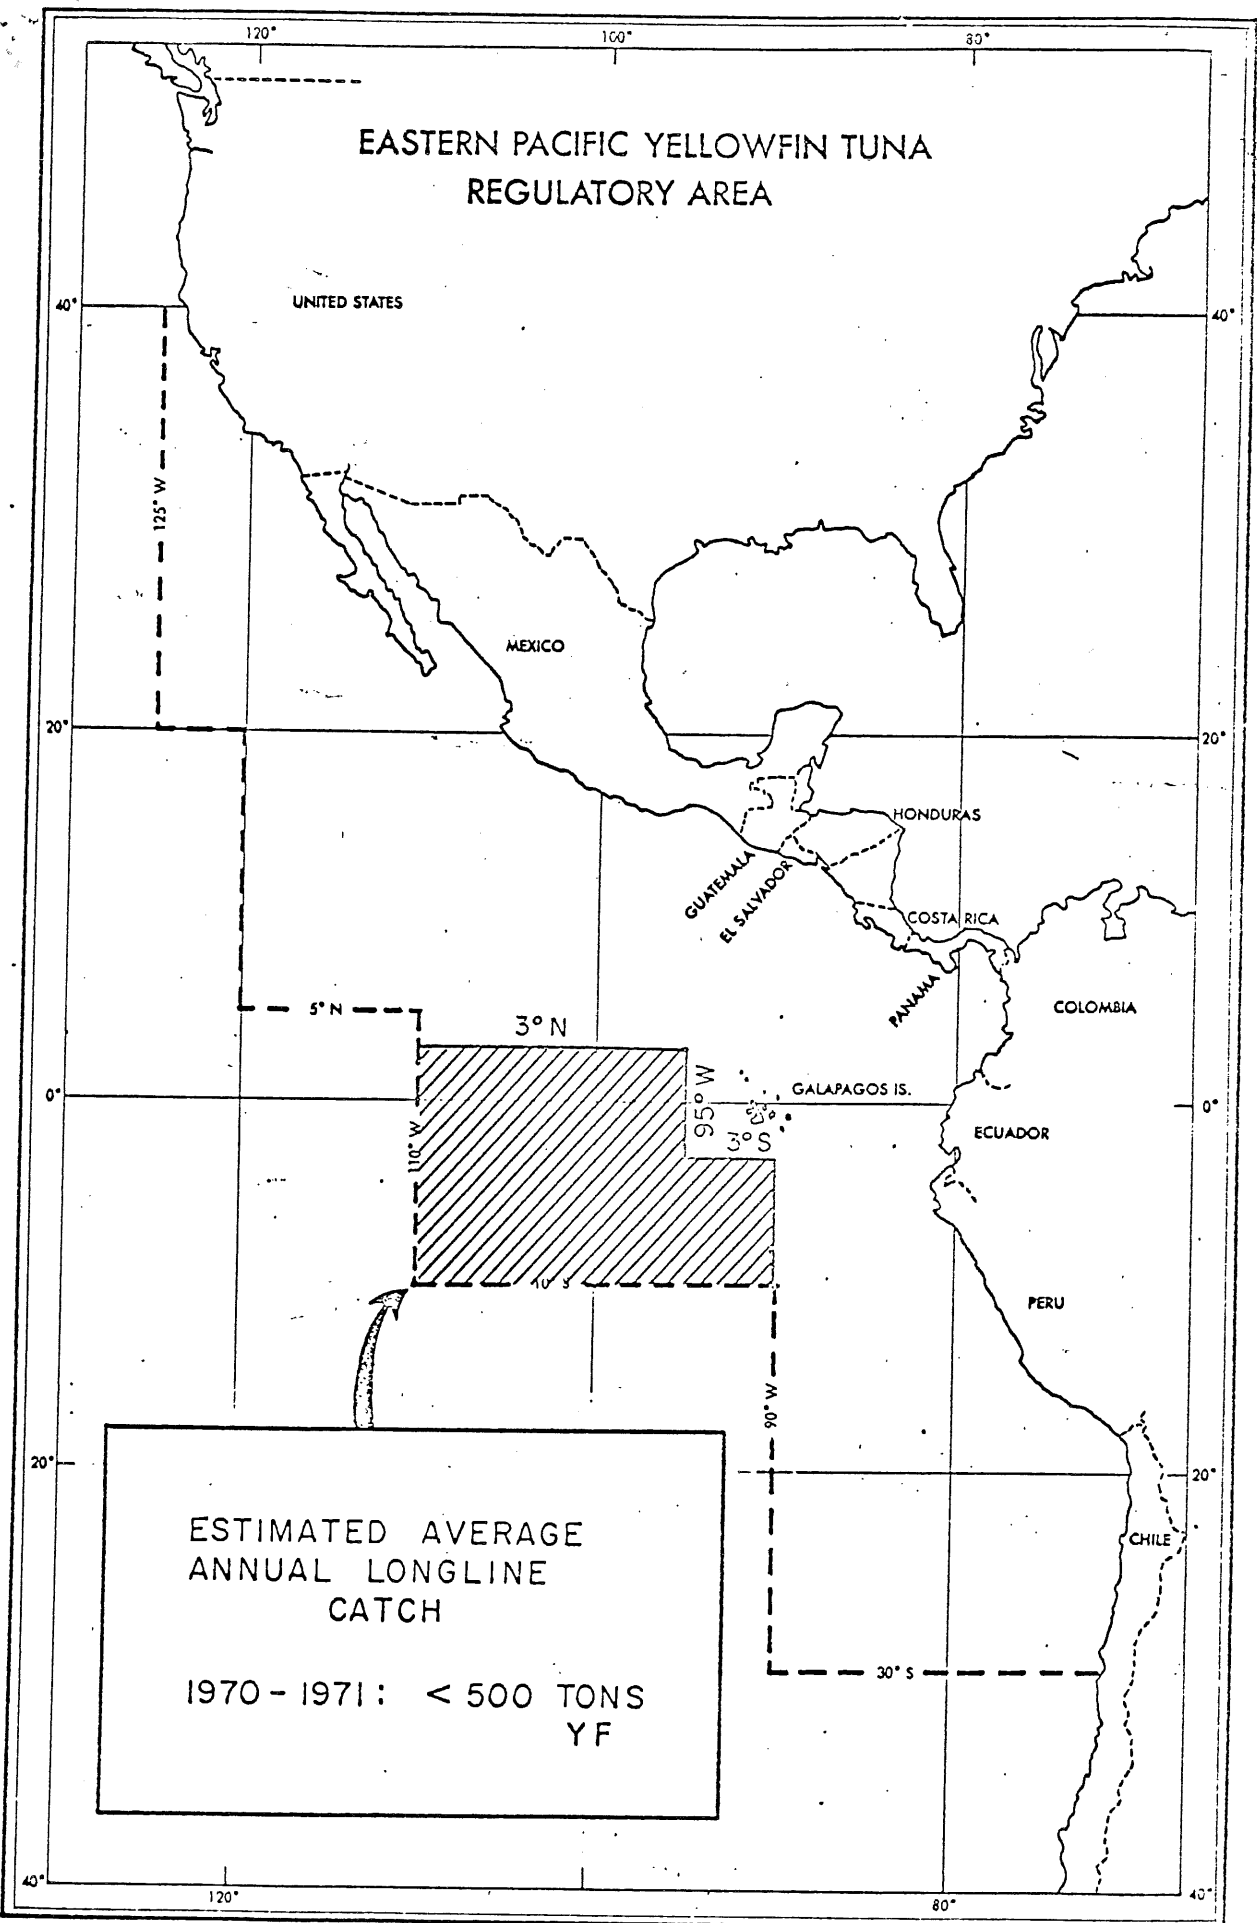 120° 100° 80°
EASTERN PACIFIC YELLOWFIN TUNA
REGULATORY AREA
UNITED STATES
40° 40°
125° W
MEXICO
20° 20°
HONDURAS
GUATEMALA
EL SALVADOR
COSTA RICA
PANAMA
COLOMBIA
5° N
3° N
95° W
GALAPAGOS IS.
0° 0°
110° W
3° S
ECUADOR
10° S
PERU
90° W
20° 20°
ESTIMATED AVERAGE
ANNUAL LONGLINE
CATCH
CHILE
30° S
1970-1971: < 500 TONS
YF
40° 40°
120° 80°